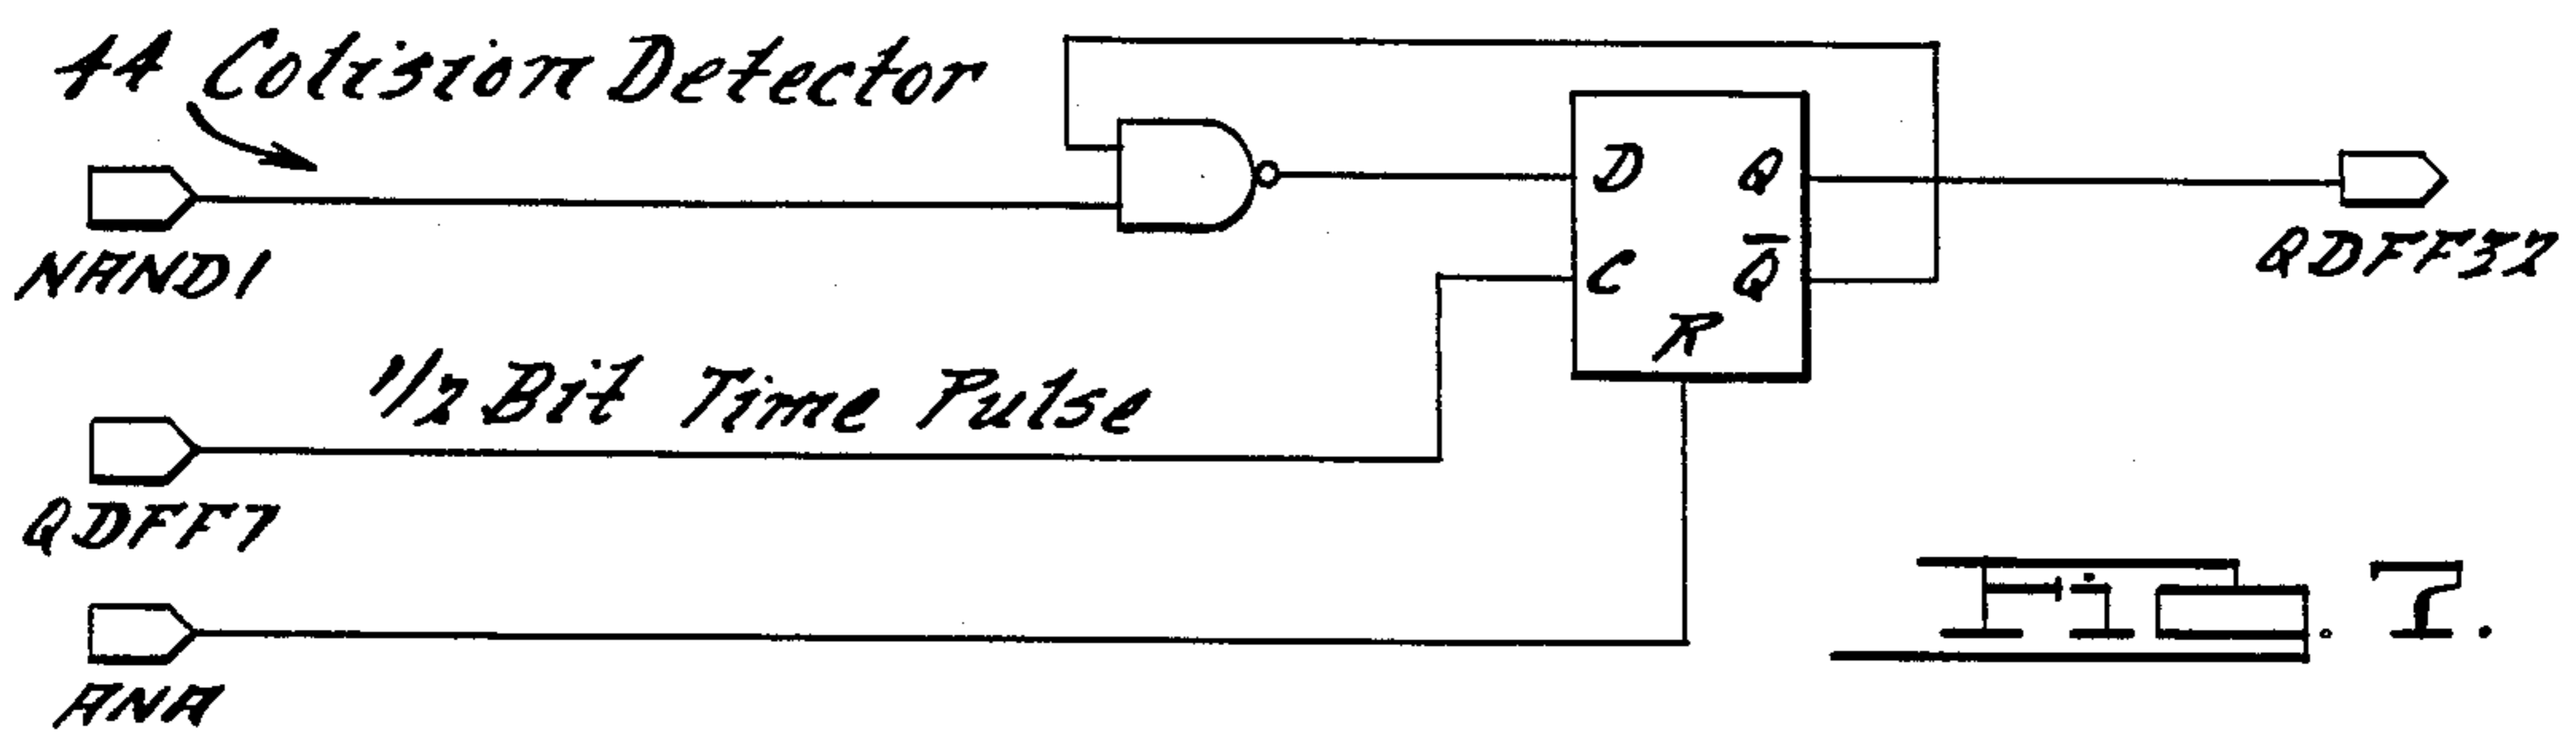 44 Colision Detector
NAND1
D Q
C Q̅
R
QDFF32
1/2 Bit Time Pulse
QDFF7
ANA
FIG. 7.